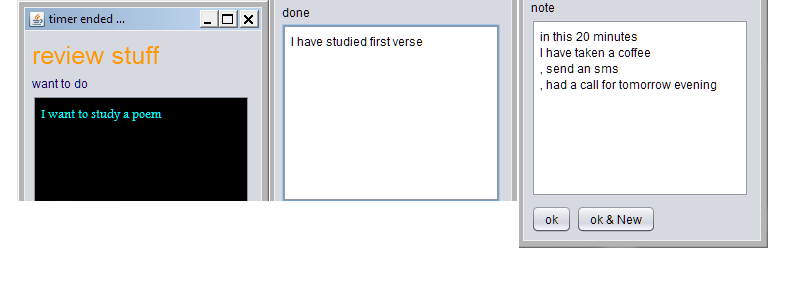 timer ended ...
review stuff
want to do
I want to study a poem
done
I have studied first verse
note
in this 20 minutes
I have taken a coffee
, send an sms
, had a call for tomorrow evening
ok
ok & New